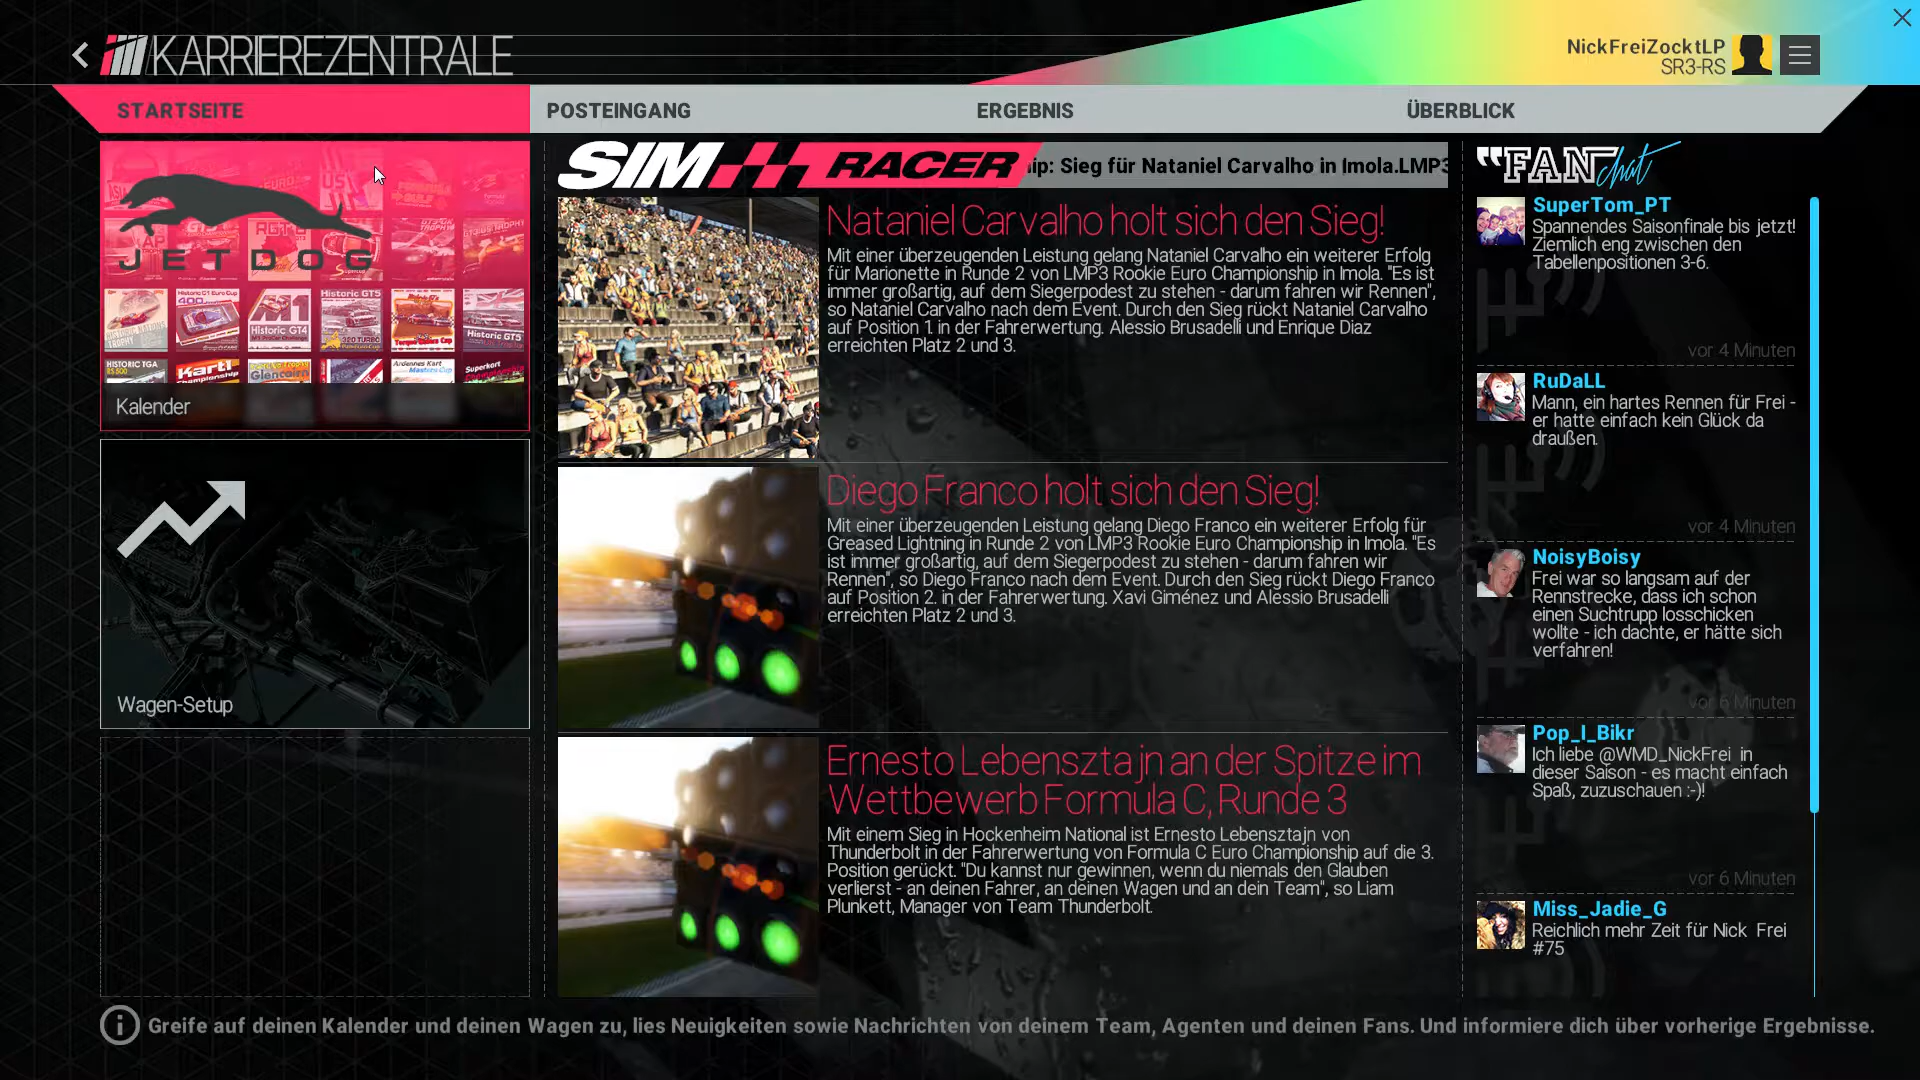 KARRIEREZENTRALE
NickFreiZocktLP
SR3-RS
STARTSEITE
POSTEINGANG
ERGEBNIS
ÜBERBLICK
JETDOG
Historic GT5
Historic GT4
HISTORIC TGA
Kart1
Kalender
Wagen-Setup
SIM RACER
ip: Sieg für Nataniel Carvalho in Imola.LMP3
Nataniel Carvalho holt sich den Sieg!
Mit einer überzeugenden Leistung gelang Nataniel Carvalho ein weiterer Erfolg
für Marionette in Runde 2 von LMP3 Rookie Euro Championship in Imola. "Es ist
immer großartig, auf dem Siegerpodest zu stehen - darum fahren wir Rennen",
so Nataniel Carvalho nach dem Event. Durch den Sieg rückt Nataniel Carvalho
auf Position 1. in der Fahrerwertung. Alessio Brusadelli und Enrique Diaz
erreichten Platz 2 und 3.
Diego Franco holt sich den Sieg!
Mit einer überzeugenden Leistung gelang Diego Franco ein weiterer Erfolg für
Greased Lightning in Runde 2 von LMP3 Rookie Euro Championship in Imola. "Es
ist immer großartig, auf dem Siegerpodest zu stehen - darum fahren wir
Rennen", so Diego Franco nach dem Event. Durch den Sieg rückt Diego Franco
auf Position 2. in der Fahrerwertung. Xavi Giménez und Alessio Brusadelli
erreichten Platz 2 und 3.
Ernesto Lebensztajn an der Spitze im
Wettbewerb Formula C, Runde 3
Mit einem Sieg in Hockenheim National ist Ernesto Lebensztajn von
Thunderbolt in der Fahrerwertung von Formula C Euro Championship auf die 3.
Position gerückt. "Du kannst nur gewinnen, wenn du niemals den Glauben
verlierst - an deinen Fahrer, an deinen Wagen und an dein Team", so Liam
Plunkett, Manager von Team Thunderbolt.
"FAN chat
SuperTom_PT
Spannendes Saisonfinale bis jetzt!
Ziemlich eng zwischen den
Tabellenpositionen 3-6.
vor 4 Minuten
RuDaLL
Mann, ein hartes Rennen für Frei -
er hatte einfach kein Glück da
draußen.
vor 4 Minuten
NoisyBoisy
Frei war so langsam auf der
Rennstrecke, dass ich schon
einen Suchtrupp losschicken
wollte - ich dachte, er hätte sich
verfahren!
vor 6 Minuten
Pop_I_Bikr
Ich liebe @WMD_NickFrei in
dieser Saison - es macht einfach
Spaß, zuzuschauen :-)!
vor 6 Minuten
Miss_Jadie_G
Reichlich mehr Zeit für Nick Frei
#75
Greife auf deinen Kalender und deinen Wagen zu, lies Neuigkeiten sowie Nachrichten von deinem Team, Agenten und deinen Fans. Und informiere dich über vorherige Ergebnisse.